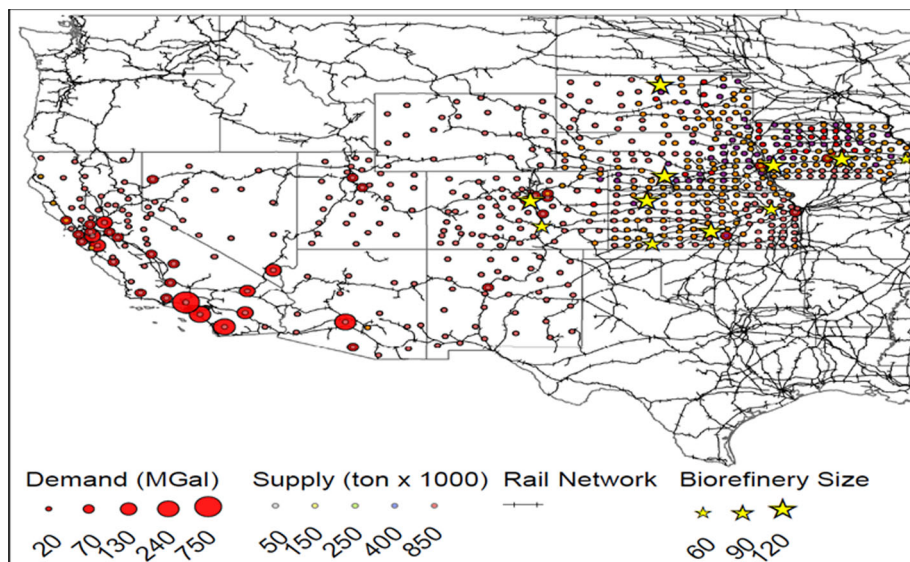 Demand (MGal) Supply (ton x 1000) Rail Network Biorefinery Size
20 70 130 240 750 50 150 250 400 850 60 90 120